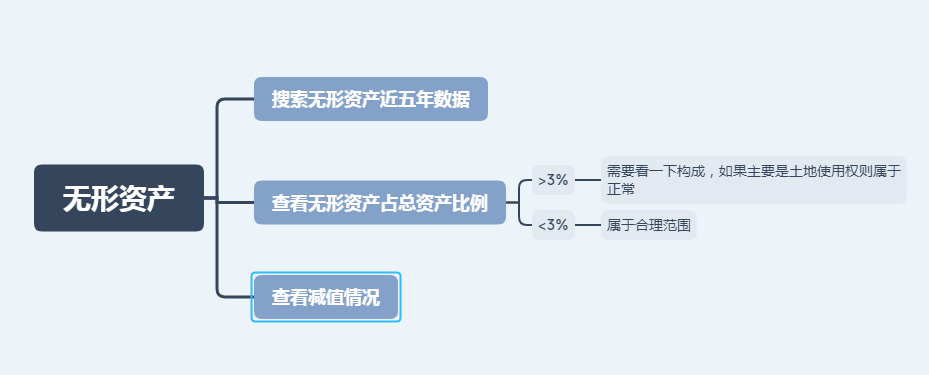 无形资产
搜索无形资产近五年数据
查看无形资产占总资产比例
>3%
需要看一下构成，如果主要是土地使用权则属于
正常
<3%
属于合理范围
查看减值情况